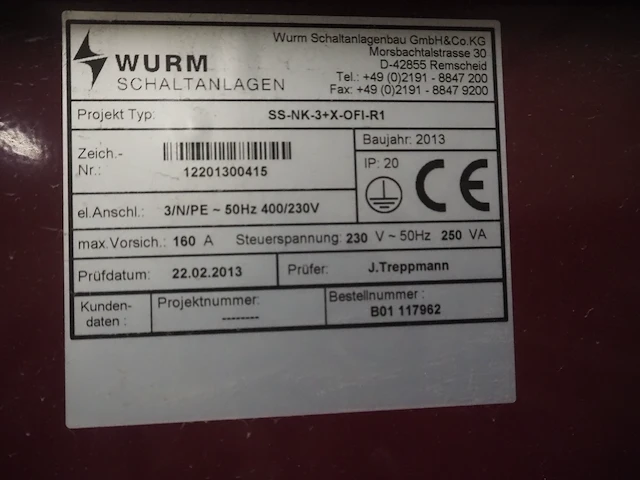 WURM
SCHALTANLAGEN
Wurm Schaltanlagenbau GmbH&Co.KG
Morsbachtalstrasse 30
D-42855 Remscheid
Tel.: +49 (0)2191 - 8847 200
Fax: +49 (0)2191 - 8847 9200
Projekt Typ: SS-NK-3+X-OFI-R1
Zeich.-
Nr.: 12201300415
Baujahr: 2013
IP: 20
CE
el.Anschl.: 3/N/PE ~ 50Hz 400/230V
max.Vorsich.: 160 A Steuerspannung: 230 V ~ 50Hz 250 VA
Prüfdatum: 22.02.2013 Prüfer: J.Treppmann
Kunden-
daten :
Projektnummer:
--------
Bestellnummer :
B01 117962